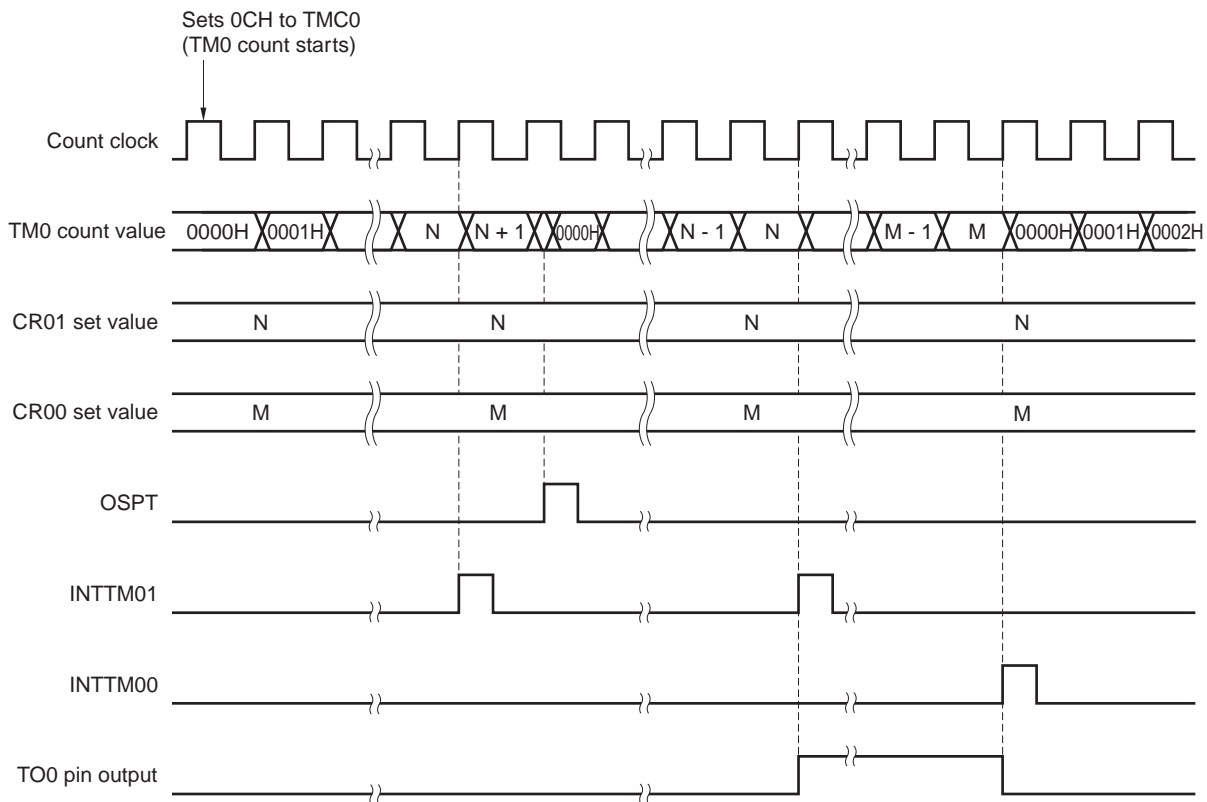 Sets 0CH to TMC0
(TM0 count starts)
Count clock
TM0 count value 0000H 0001H N N + 1 0000H N - 1 N M - 1 M 0000H 0001H 0002H
CR01 set value N N N N
CR00 set value M M M M
OSPT
INTTM01
INTTM00
TO0 pin output